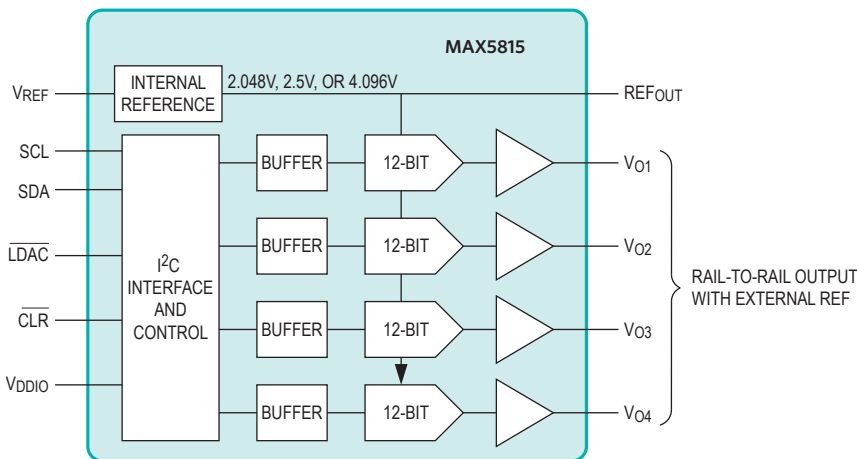 MAX5815
INTERNAL
REFERENCE
2.048V, 2.5V, OR 4.096V
VREF
REFOUT
SCL
SDA
LDAC
CLR
VDDIO
I2C
INTERFACE
AND
CONTROL
BUFFER
12-BIT
VO1
BUFFER
12-BIT
VO2
BUFFER
12-BIT
VO3
BUFFER
12-BIT
VO4
RAIL-TO-RAIL OUTPUT
WITH EXTERNAL REF